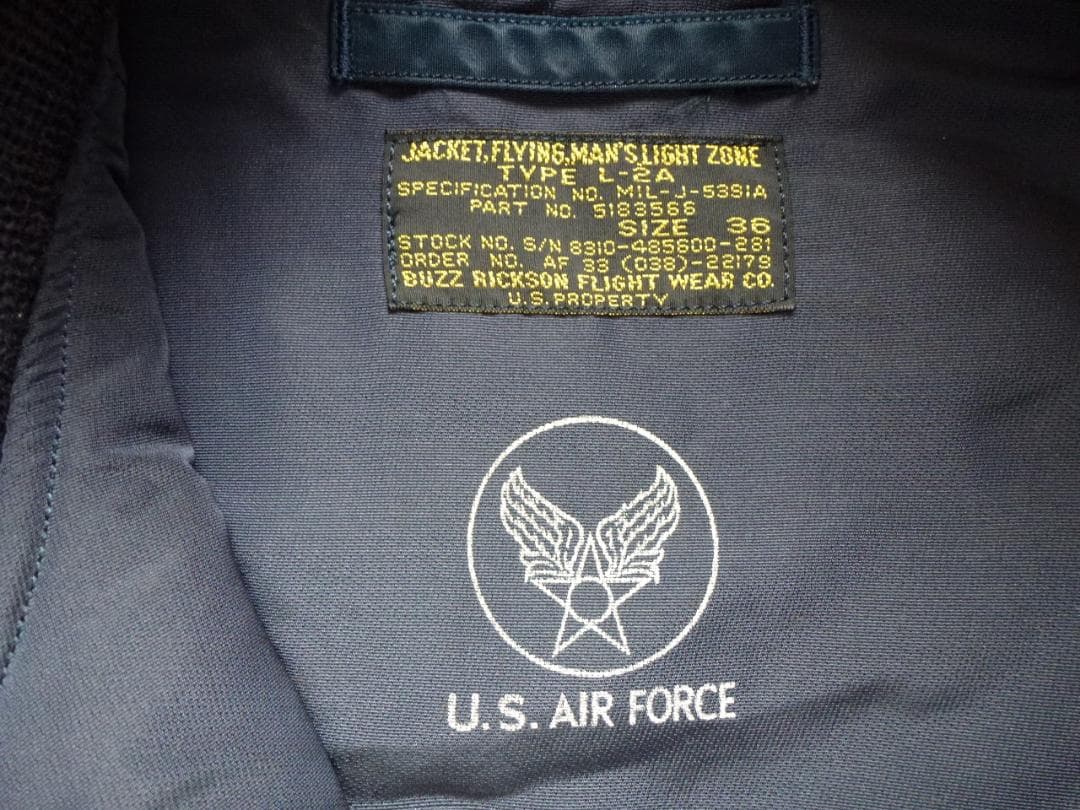 JACKET, FLYING, MAN'S, LIGHT ZONE
TYPE L-2A
SPECIFICATION NO. MIL-J-5391A
PART NO. 5183566
SIZE 36
STOCK NO. S/N 8310-485600-281
ORDER NO. AF 33 (038)-22179
BUZZ RICKSON FLIGHT WEAR CO.
U.S. PROPERTY
U.S. AIR FORCE